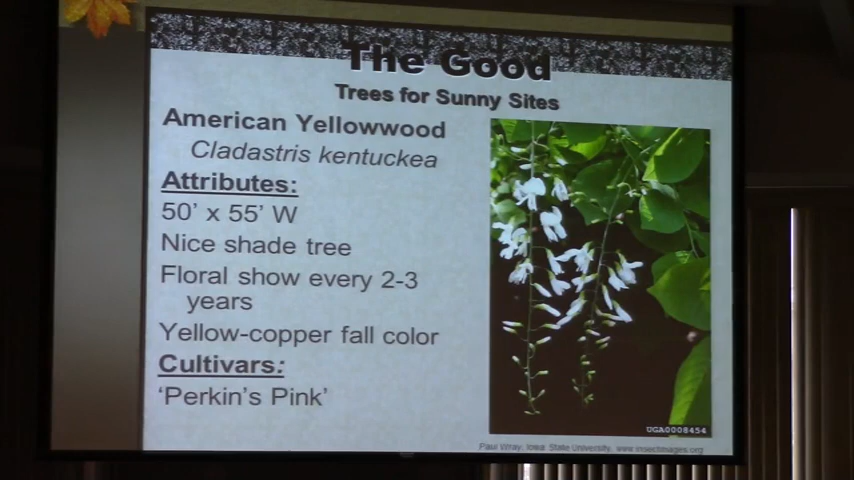 The Good
Trees for Sunny Sites
American Yellowwood
Cladastris kentuckea
Attributes:
50' x 55' W
Nice shade tree
Floral show every 2-3
years
Yellow-copper fall color
Cultivars:
'Perkin's Pink'
UGA0008454
Paul Wray, Iowa State University, www.insectimages.org